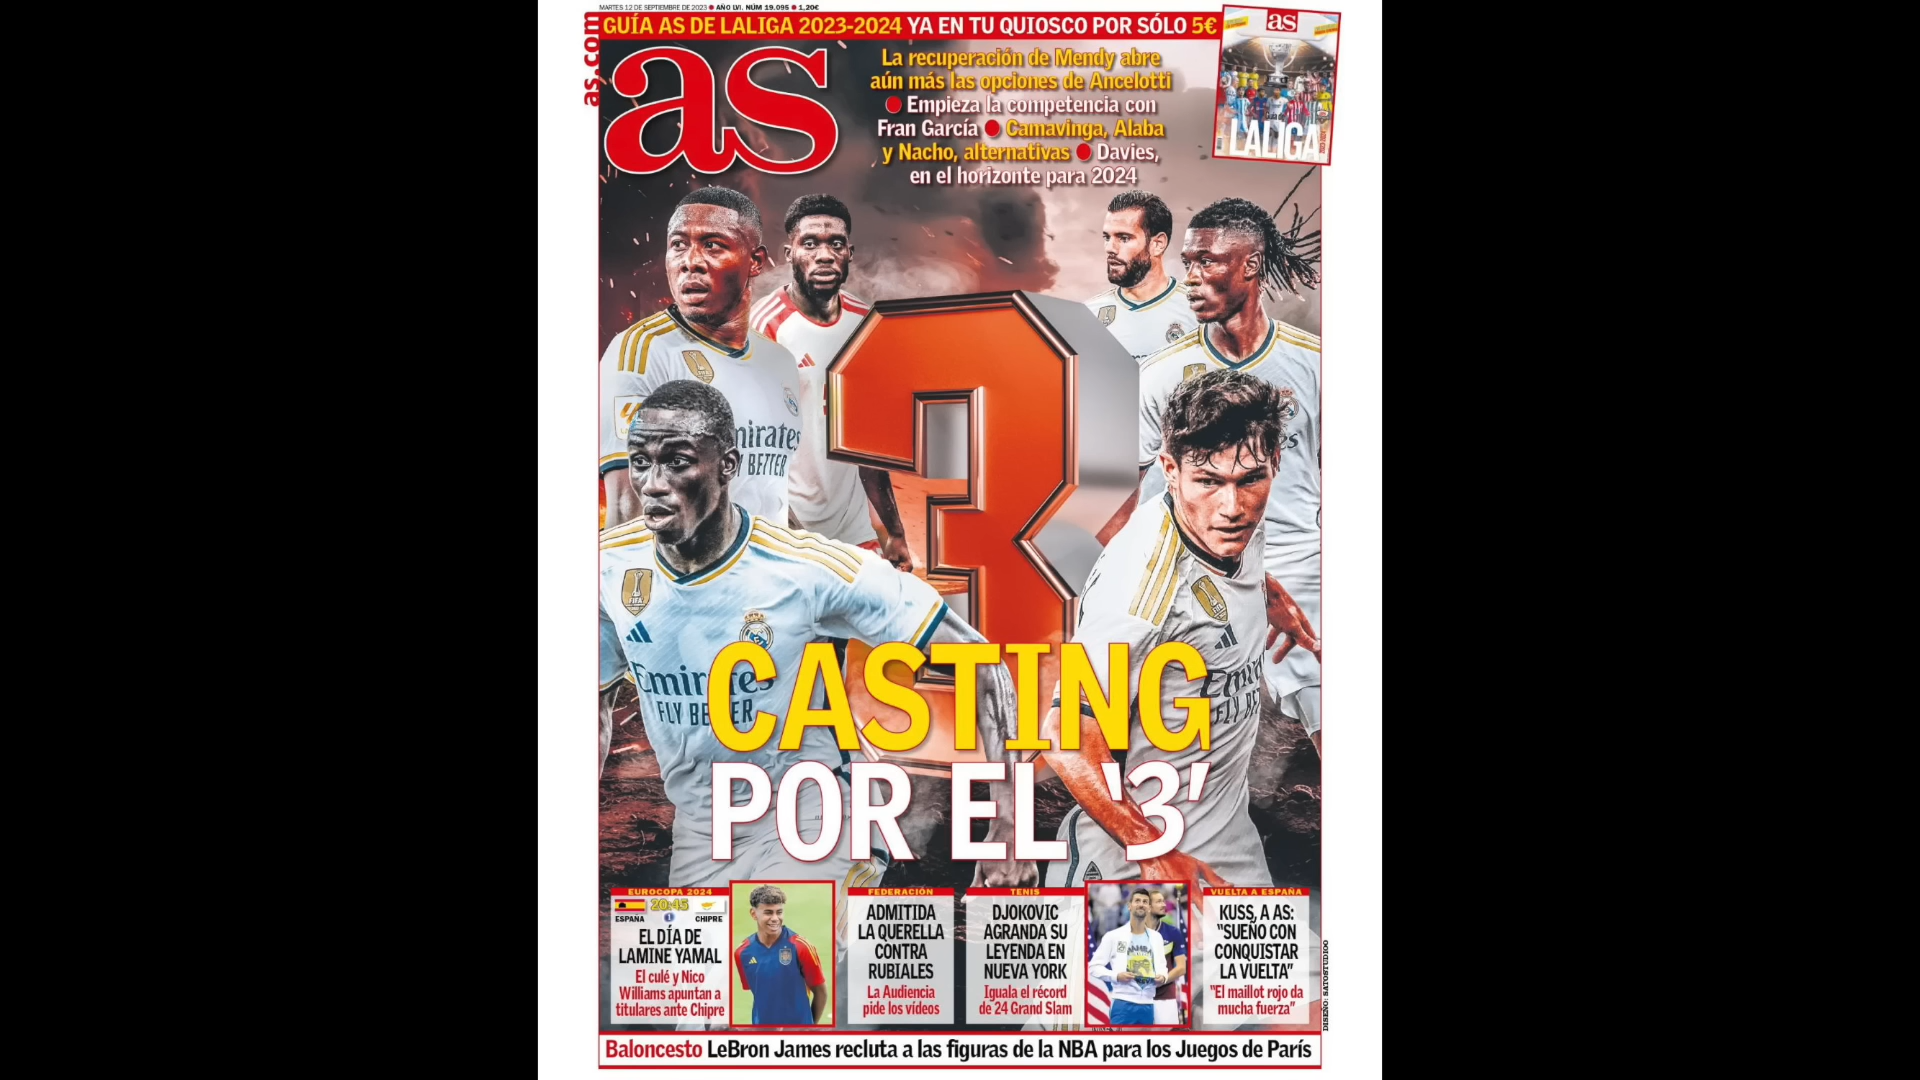 MARTES 12 DE SEPTIEMBRE DE 2023 ● AÑO LVI. NÚM 19.095 ● 1,20€
GUÍA AS DE LALIGA 2023-2024 YA EN TU QUIOSCO POR SÓLO 5€
as.com
as
as
LALIGA
La recuperación de Mendy abre
aún más las opciones de Ancelotti
● Empieza la competencia con
Fran García ● Camavinga, Alaba
y Nacho, alternativas ● Davies,
en el horizonte para 2024
3
mirates
Y BETTER
FIFA
Emirates
FLY BETTER
CASTING
POR EL ‘3’
EUROCOPA 2024
20:45
ESPAÑA
CHIPRE
EL DÍA DE
LAMINE YAMAL
El culé y Nico
Williams apuntan a
titulares ante Chipre
FEDERACIÓN
ADMITIDA
LA QUERELLA
CONTRA
RUBIALES
La Audiencia
pide los vídeos
TENIS
DJOKOVIC
AGRANDA SU
LEYENDA EN
NUEVA YORK
Iguala el récord
de 24 Grand Slam
VUELTA A ESPAÑA
KUSS, A AS:
“SUEÑO CON
CONQUISTAR
LA VUELTA”
“El maillot rojo da
mucha fuerza”
DISEÑO: SATOSTUDIO
Baloncesto LeBron James recluta a las figuras de la NBA para los Juegos de París